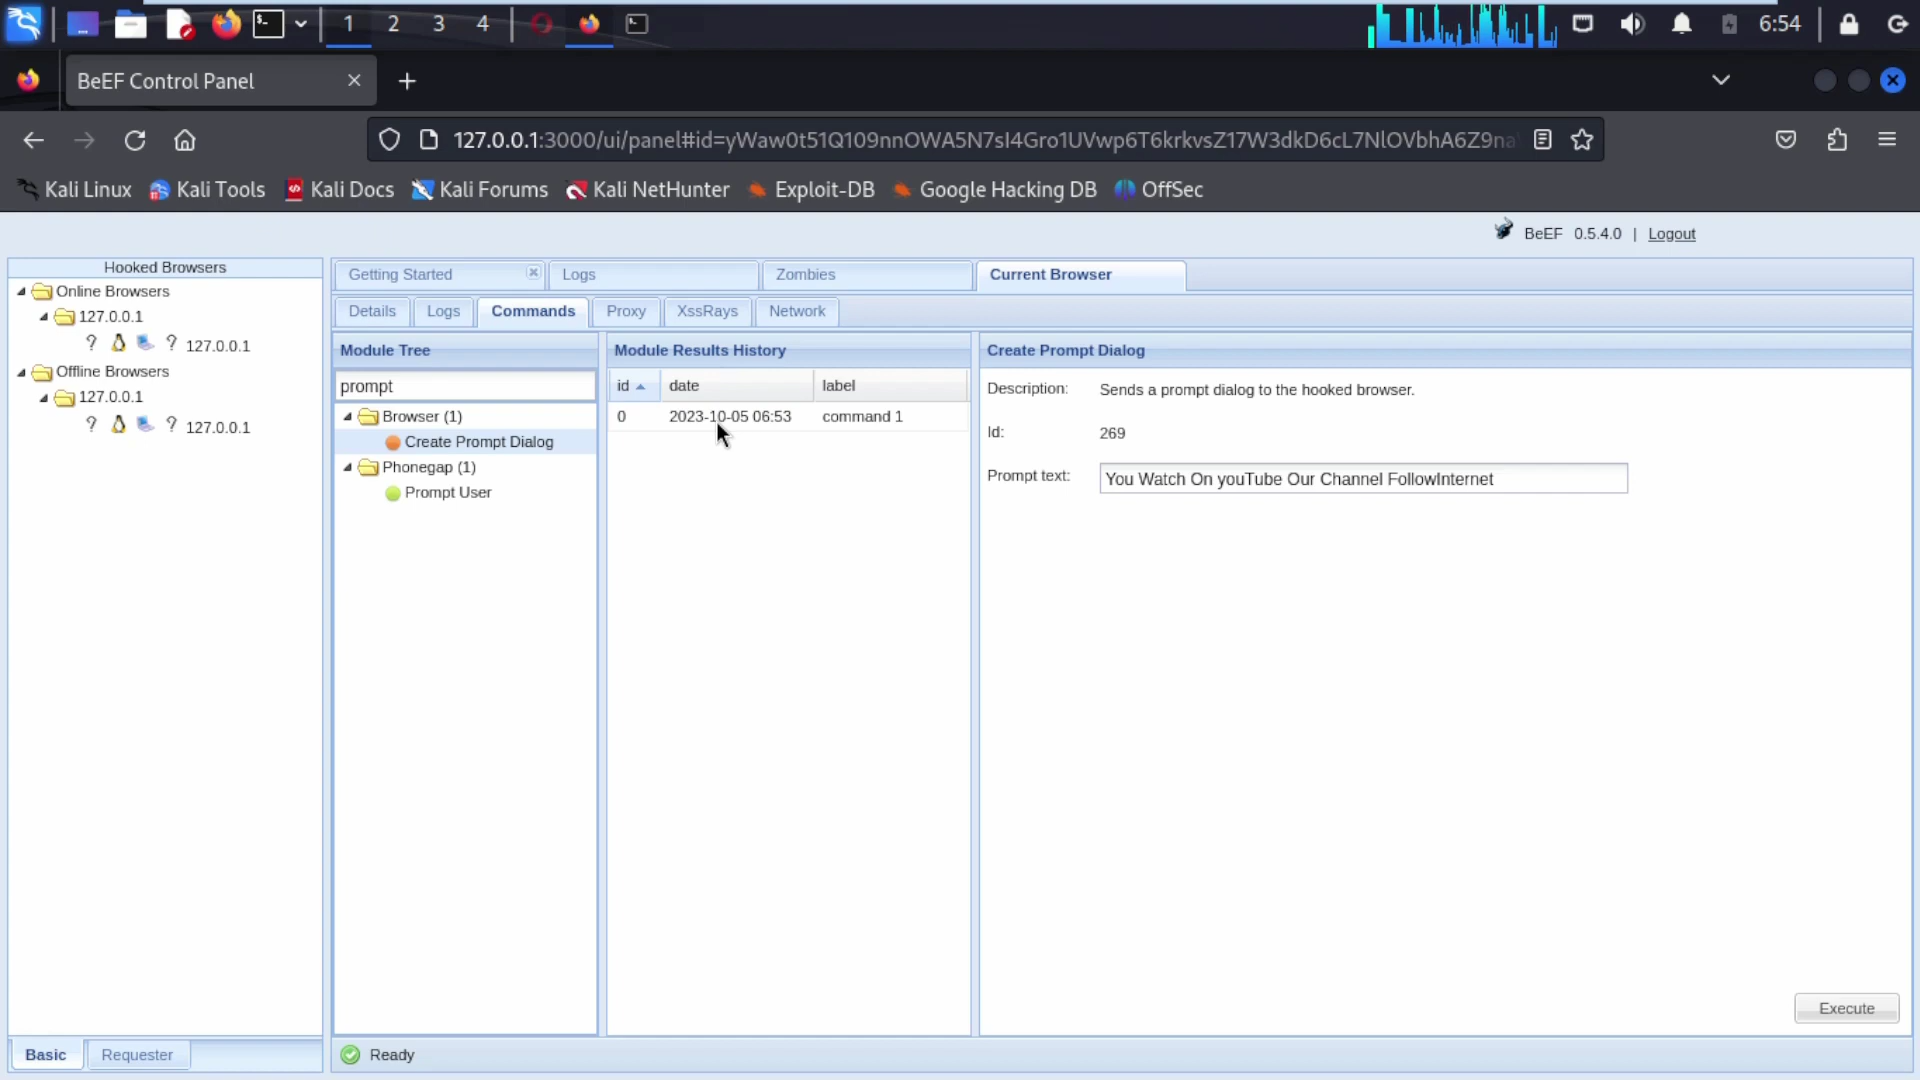 1 2 3 4 6:54
BeEF Control Panel
127.0.0.1:3000/ui/panel#id=yWaw0t51Q109nnOWA5N7sI4Gro1UVwp6T6krkvsZ17W3dkD6cL7NlOVbhA6Z9na
Kali Linux Kali Tools Kali Docs Kali Forums Kali NetHunter Exploit-DB Google Hacking DB OffSec
BeEF 0.5.4.0 | Logout
Hooked Browsers
Online Browsers
127.0.0.1
? ? 127.0.0.1
Offline Browsers
127.0.0.1
? ? 127.0.0.1
Getting Started Logs Zombies Current Browser
Details Logs Commands Proxy XssRays Network
Module Tree
prompt
Browser (1)
Create Prompt Dialog
Phonegap (1)
Prompt User
Module Results History
id date label
0 2023-10-05 06:53 command 1
Create Prompt Dialog
Description: Sends a prompt dialog to the hooked browser.
Id: 269
Prompt text: You Watch On youTube Our Channel FollowInternet
Execute
Basic Requester
Ready